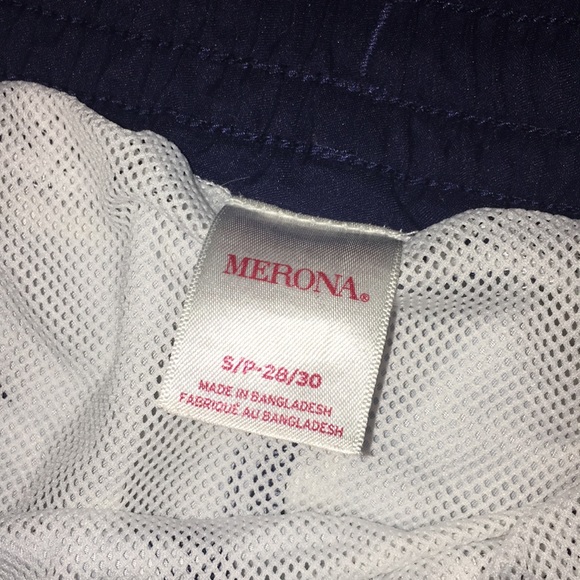 MERONA®
S/P-28/30
MADE IN BANGLADESH
FABRIQUÉ AU BANGLADESH